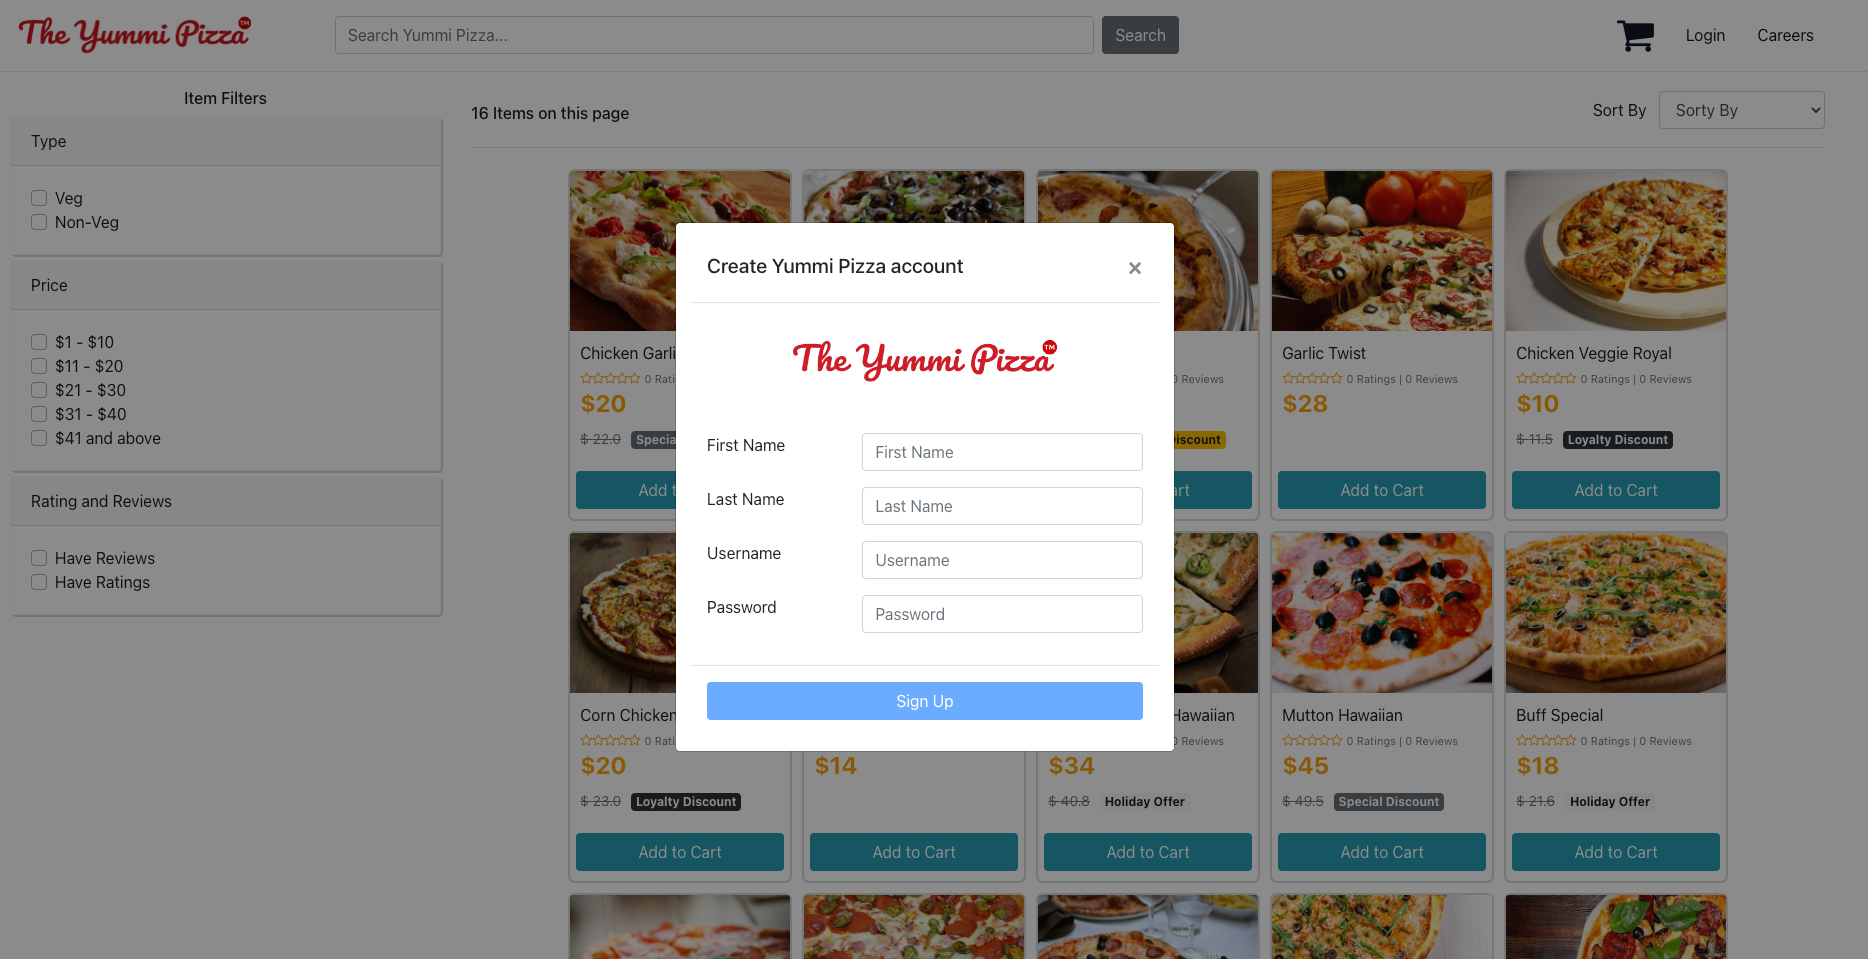 The Yummi Pizza TM
Search Yummi Pizza...
Search
Login
Careers
Item Filters
Type
Veg
Non-Veg
Price
$1 - $10
$11 - $20
$21 - $30
$31 - $40
$41 and above
Rating and Reviews
Have Reviews
Have Ratings
16 Items on this page
Sort By
Sorty By
Create Yummi Pizza account
×
The Yummi Pizza TM
First Name
First Name
Last Name
Last Name
Username
Username
Password
Password
Sign Up
Chicken Garli
0 Rati
$20
$ 22.0 Specia
Add t
0 Reviews
iscount
rt
Garlic Twist
0 Ratings | 0 Reviews
$28
Add to Cart
Chicken Veggie Royal
0 Ratings | 0 Reviews
$10
$ 11.5 Loyalty Discount
Add to Cart
Corn Chicken
0 Rati
$20
$ 23.0 Loyalty Discount
Add to Cart
$14
Add to Cart
Hawaiian
0 Reviews
$34
$ 40.8 Holiday Offer
Add to Cart
Mutton Hawaiian
0 Ratings | 0 Reviews
$45
$ 49.5 Special Discount
Add to Cart
Buff Special
0 Ratings | 0 Reviews
$18
$ 21.6 Holiday Offer
Add to Cart